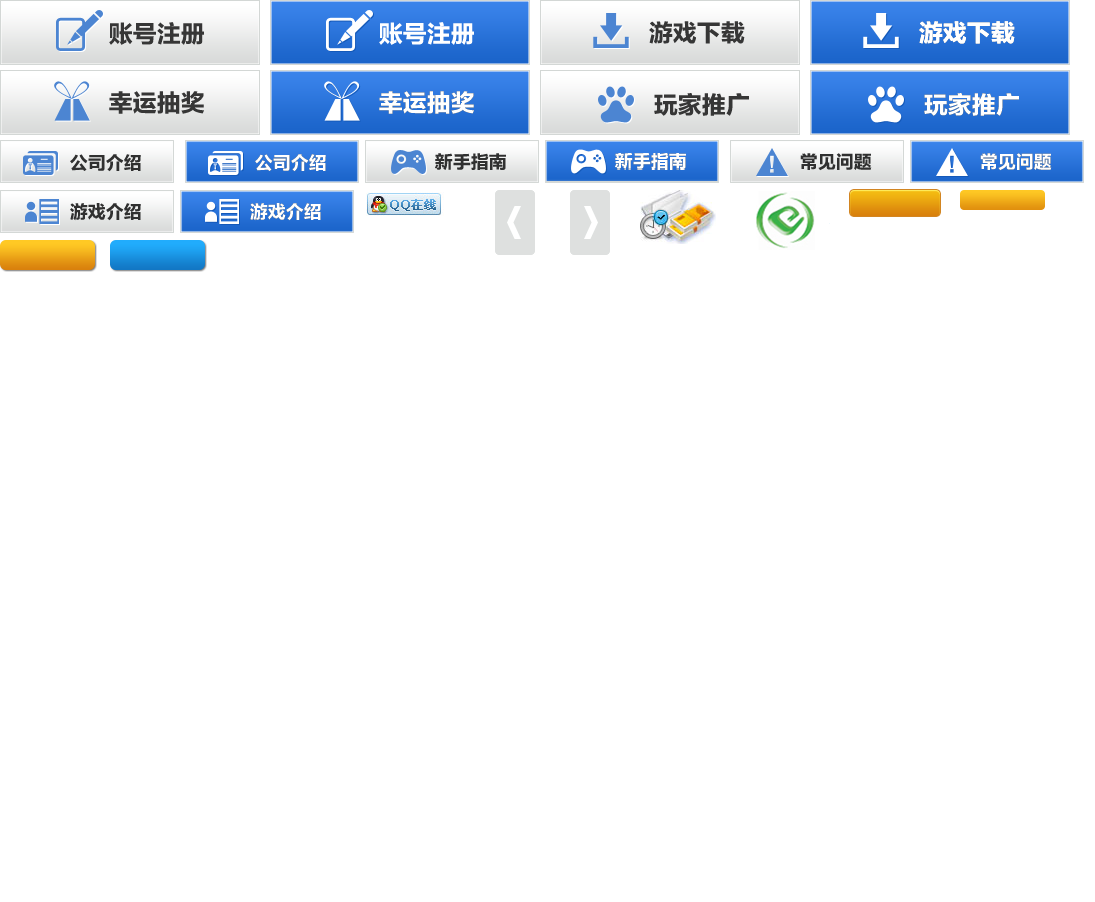 账号注册 账号注册 游戏下载 游戏下载
幸运抽奖 幸运抽奖 玩家推广 玩家推广
公司介绍 公司介绍 新手指南 新手指南 常见问题 常见问题
游戏介绍 游戏介绍 QQ在线